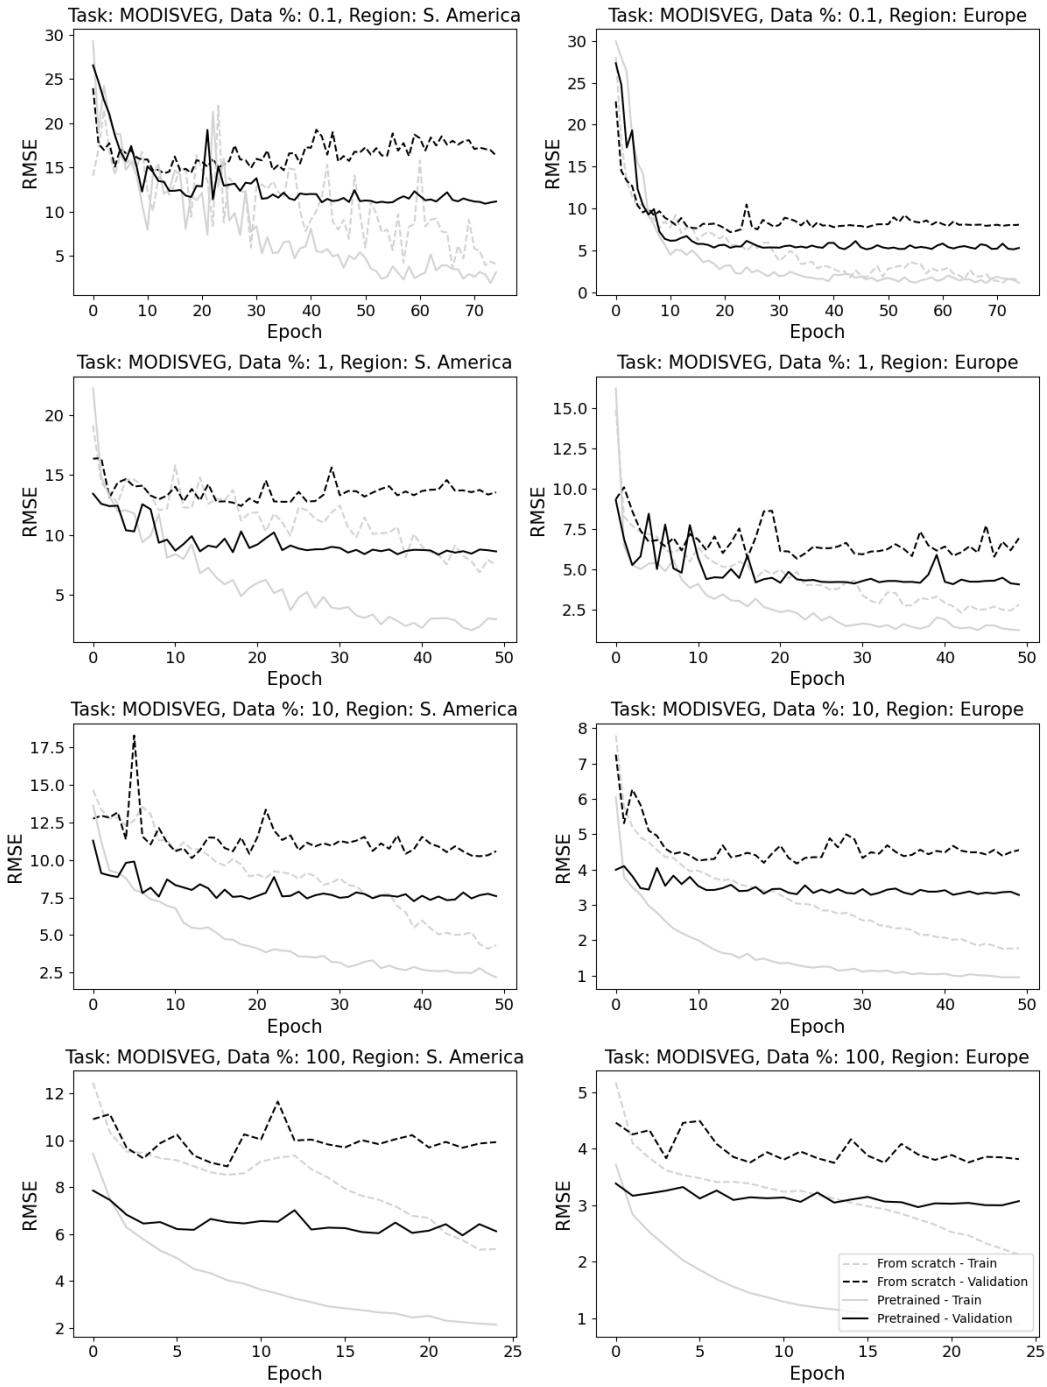 Task: MODISVEG, Data %: 0.1, Region: S. America
30
25
20
15
10
5
RMSE
0 10 20 30 40 50 60 70
Epoch
Task: MODISVEG, Data %: 0.1, Region: Europe
30
25
20
15
10
5
0
RMSE
0 10 20 30 40 50 60 70
Epoch
Task: MODISVEG, Data %: 1, Region: S. America
20
15
10
5
RMSE
0 10 20 30 40 50
Epoch
Task: MODISVEG, Data %: 1, Region: Europe
15.0
12.5
10.0
7.5
5.0
2.5
RMSE
0 10 20 30 40 50
Epoch
Task: MODISVEG, Data %: 10, Region: S. America
17.5
15.0
12.5
10.0
7.5
5.0
2.5
RMSE
0 10 20 30 40 50
Epoch
Task: MODISVEG, Data %: 10, Region: Europe
8
7
6
5
4
3
2
1
RMSE
0 10 20 30 40 50
Epoch
Task: MODISVEG, Data %: 100, Region: S. America
12
10
8
6
4
2
RMSE
0 5 10 15 20 25
Epoch
Task: MODISVEG, Data %: 100, Region: Europe
5
4
3
2
1
RMSE
From scratch - Train
From scratch - Validation
Pretrained - Train
Pretrained - Validation
0 5 10 15 20 25
Epoch